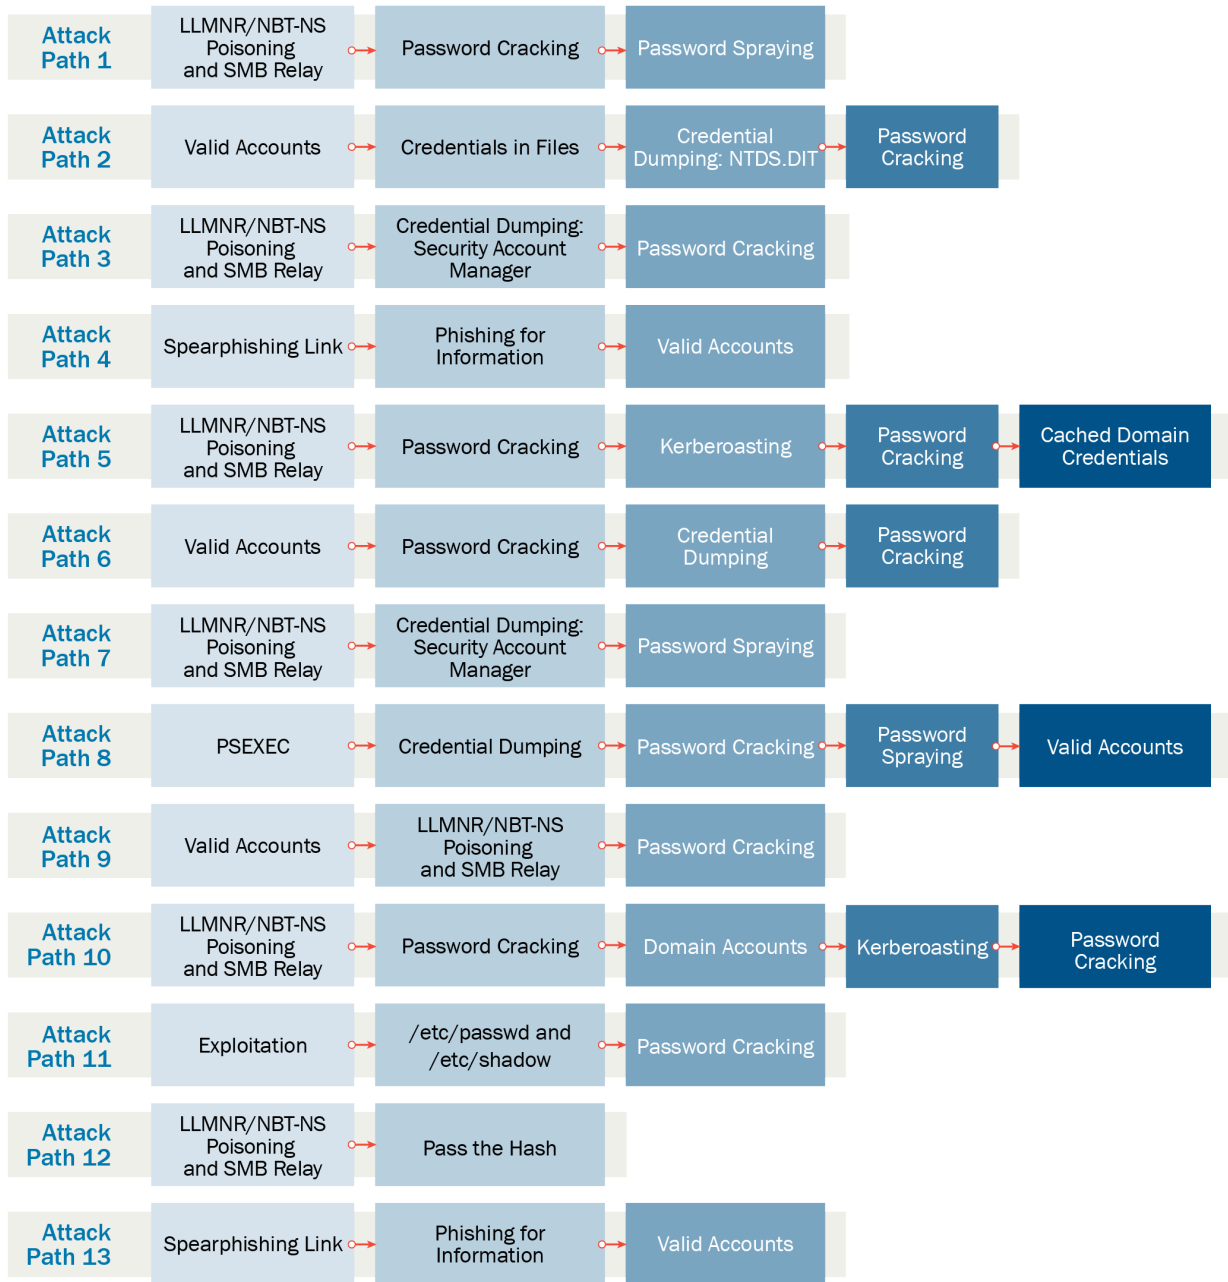 Attack
Path 1
LLMNR/NBT-NS
Poisoning
and SMB Relay
Password Cracking
Password Spraying
Attack
Path 2
Valid Accounts
Credentials in Files
Credential
Dumping: NTDS.DIT
Password
Cracking
Attack
Path 3
LLMNR/NBT-NS
Poisoning
and SMB Relay
Credential Dumping:
Security Account
Manager
Password Cracking
Attack
Path 4
Spearphishing Link
Phishing for
Information
Valid Accounts
Attack
Path 5
LLMNR/NBT-NS
Poisoning
and SMB Relay
Password Cracking
Kerberoasting
Password
Cracking
Cached Domain
Credentials
Attack
Path 6
Valid Accounts
Password Cracking
Credential
Dumping
Password
Cracking
Attack
Path 7
LLMNR/NBT-NS
Poisoning
and SMB Relay
Credential Dumping:
Security Account
Manager
Password Spraying
Attack
Path 8
PSEXEC
Credential Dumping
Password Cracking
Password
Spraying
Valid Accounts
Attack
Path 9
Valid Accounts
LLMNR/NBT-NS
Poisoning
and SMB Relay
Password Cracking
Attack
Path 10
LLMNR/NBT-NS
Poisoning
and SMB Relay
Password Cracking
Domain Accounts
Kerberoasting
Password
Cracking
Attack
Path 11
Exploitation
/etc/passwd and
/etc/shadow
Password Cracking
Attack
Path 12
LLMNR/NBT-NS
Poisoning
and SMB Relay
Pass the Hash
Attack
Path 13
Spearphishing Link
Phishing for
Information
Valid Accounts